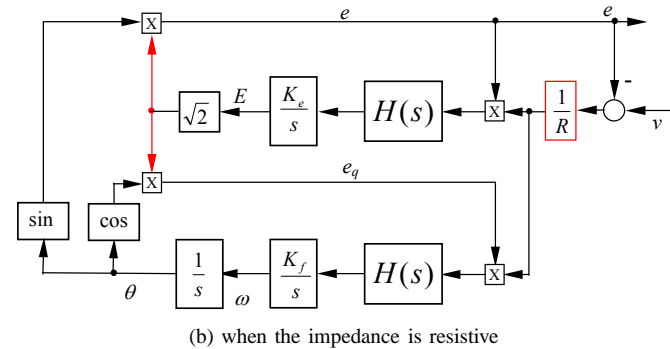 X e e
- v
√2 E K_e/s H(s) X 1/R
X e_q
sin cos
θ 1/s ω K_f/s H(s) X
(b) when the impedance is resistive